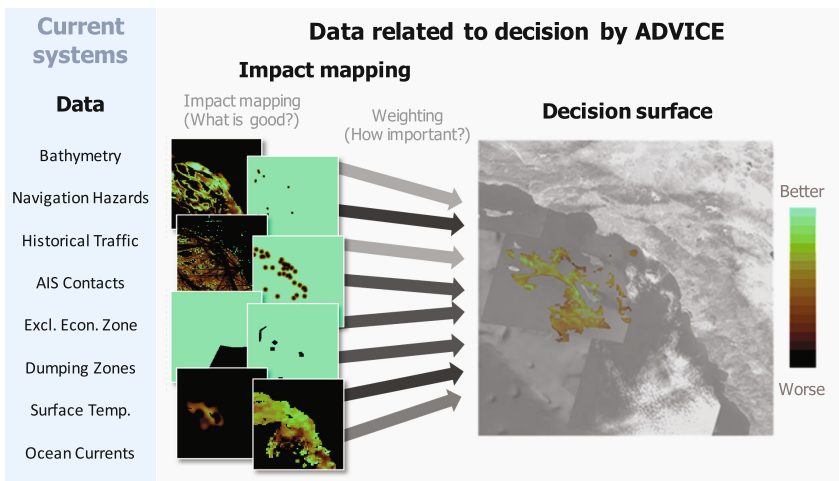 Current
systems
Data
Bathymetry
Navigation Hazards
Historical Traffic
AIS Contacts
Excl. Econ. Zone
Dumping Zones
Surface Temp.
Ocean Currents
Data related to decision by ADVICE
Impact mapping
Impact mapping
(What is good?)
Weighting
(How important?)
Decision surface
Better
Worse